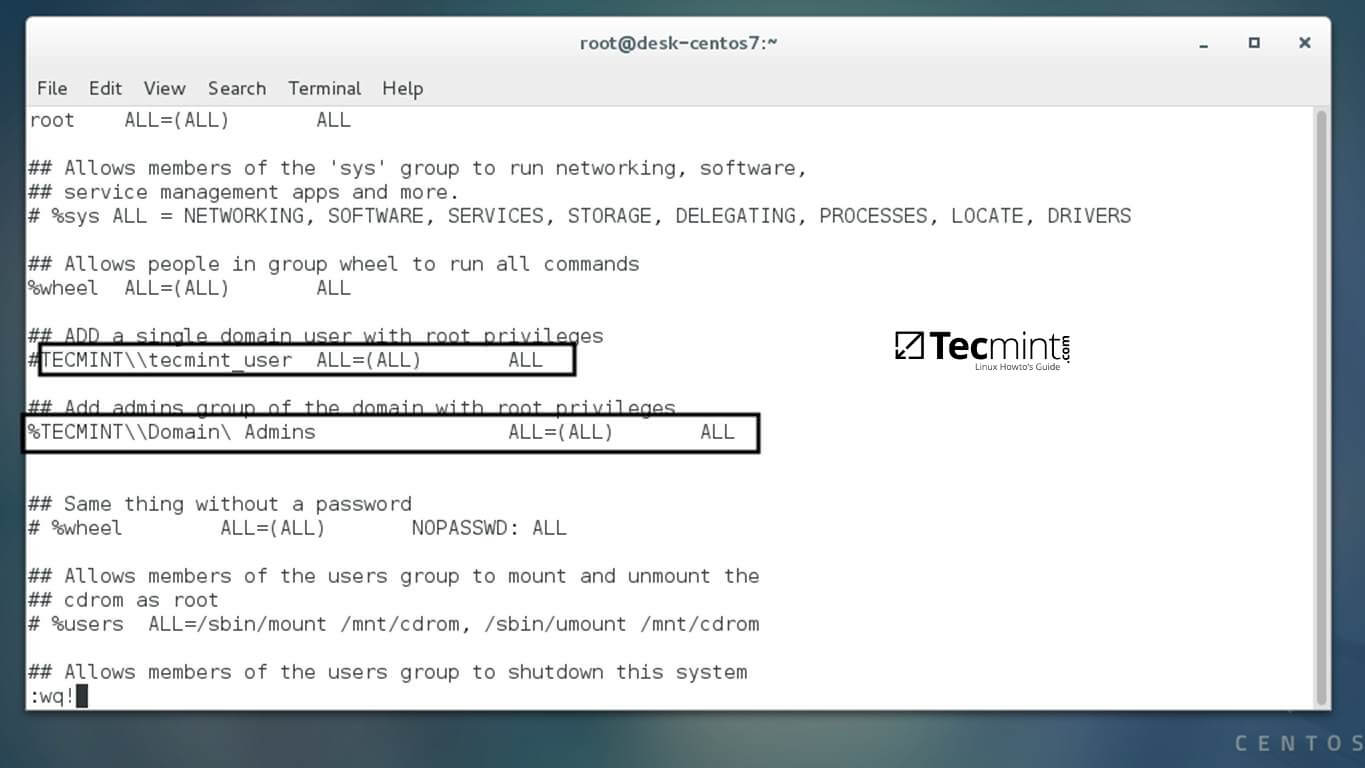 root@desk-centos7:~
File Edit View Search Terminal Help
root    ALL=(ALL)       ALL
## Allows members of the 'sys' group to run networking, software,
## service management apps and more.
# %sys ALL = NETWORKING, SOFTWARE, SERVICES, STORAGE, DELEGATING, PROCESSES, LOCATE, DRIVERS
## Allows people in group wheel to run all commands
%wheel  ALL=(ALL)       ALL
## ADD a single domain user with root privileges
#TECMINT\\tecmint_user  ALL=(ALL)       ALL
Tecmint.com
Linux Howto's Guide
## Add admins group of the domain with root privileges
%TECMINT\\Domain\ Admins                ALL=(ALL)       ALL
## Same thing without a password
# %wheel        ALL=(ALL)       NOPASSWD: ALL
## Allows members of the users group to mount and unmount the
## cdrom as root
# %users  ALL=/sbin/mount /mnt/cdrom, /sbin/umount /mnt/cdrom
## Allows members of the users group to shutdown this system
:wq!
CENTOS